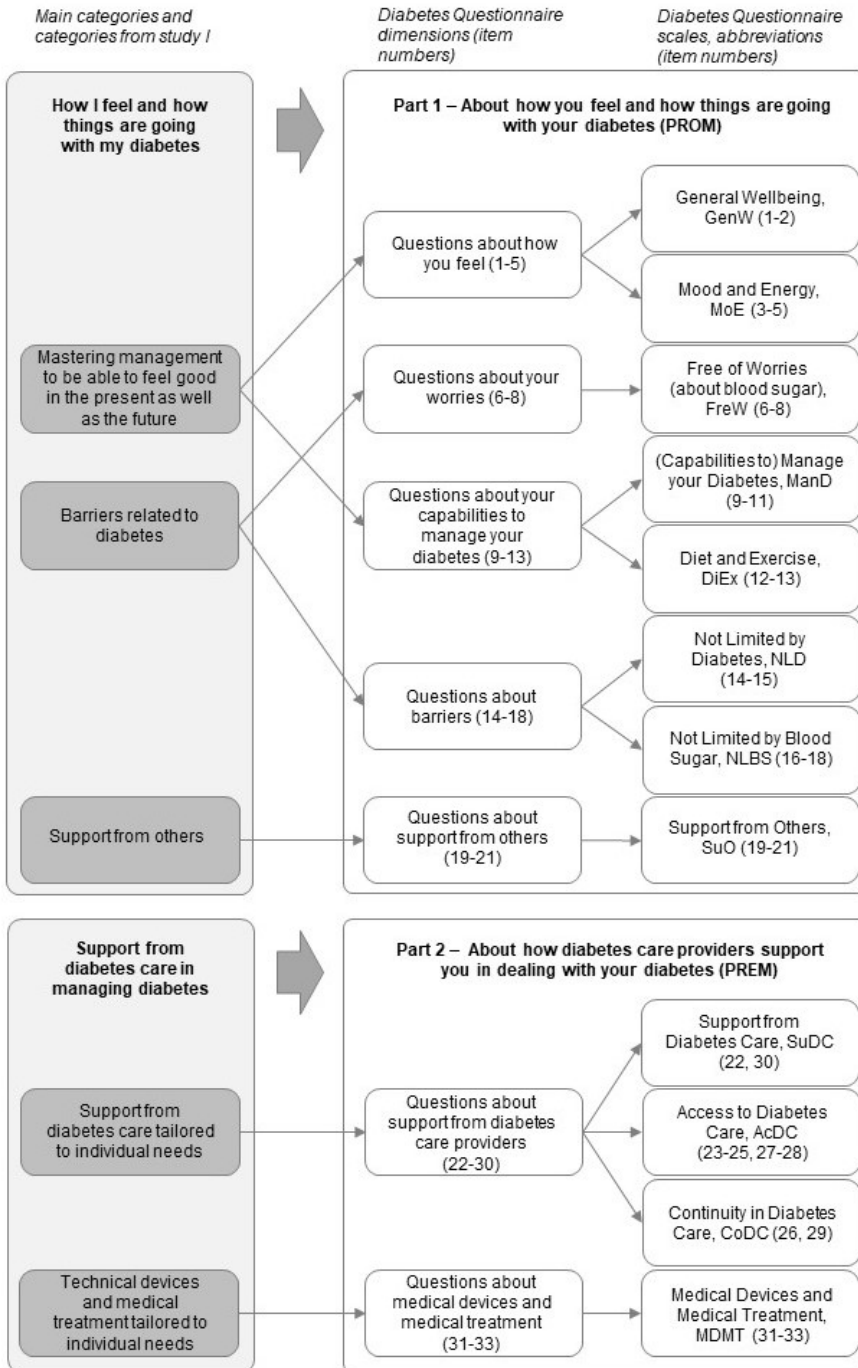 Main categories and
categories from study I
Diabetes Questionnaire
dimensions (item
numbers)
Diabetes Questionnaire
scales, abbreviations
(item numbers)
How I feel and how
things are going
with my diabetes
Part 1 – About how you feel and how things are going
with your diabetes (PROM)
Mastering management
to be able to feel good
in the present as well
as the future
Barriers related to
diabetes
Support from others
Questions about how
you feel (1-5)
Questions about your
worries (6-8)
Questions about your
capabilities to
manage your
diabetes (9-13)
Questions about
barriers (14-18)
Questions about
support from others
(19-21)
General Wellbeing,
GenW (1-2)
Mood and Energy,
MoE (3-5)
Free of Worries
(about blood sugar),
FreW (6-8)
(Capabilities to) Manage
your Diabetes, ManD
(9-11)
Diet and Exercise,
DiEx (12-13)
Not Limited by
Diabetes, NLD
(14-15)
Not Limited by Blood
Sugar, NLBS (16-18)
Support from Others,
SuO (19-21)
Support from
diabetes care in
managing diabetes
Part 2 – About how diabetes care providers support
you in dealing with your diabetes (PREM)
Support from
diabetes care tailored
to individual needs
Technical devices
and medical
treatment tailored to
individual needs
Questions about
support from diabetes
care providers
(22-30)
Questions about
medical devices and
medical treatment
(31-33)
Support from
Diabetes Care, SuDC
(22, 30)
Access to Diabetes
Care, AcDC
(23-25, 27-28)
Continuity in Diabetes
Care, CoDC (26, 29)
Medical Devices and
Medical Treatment,
MDMT (31-33)